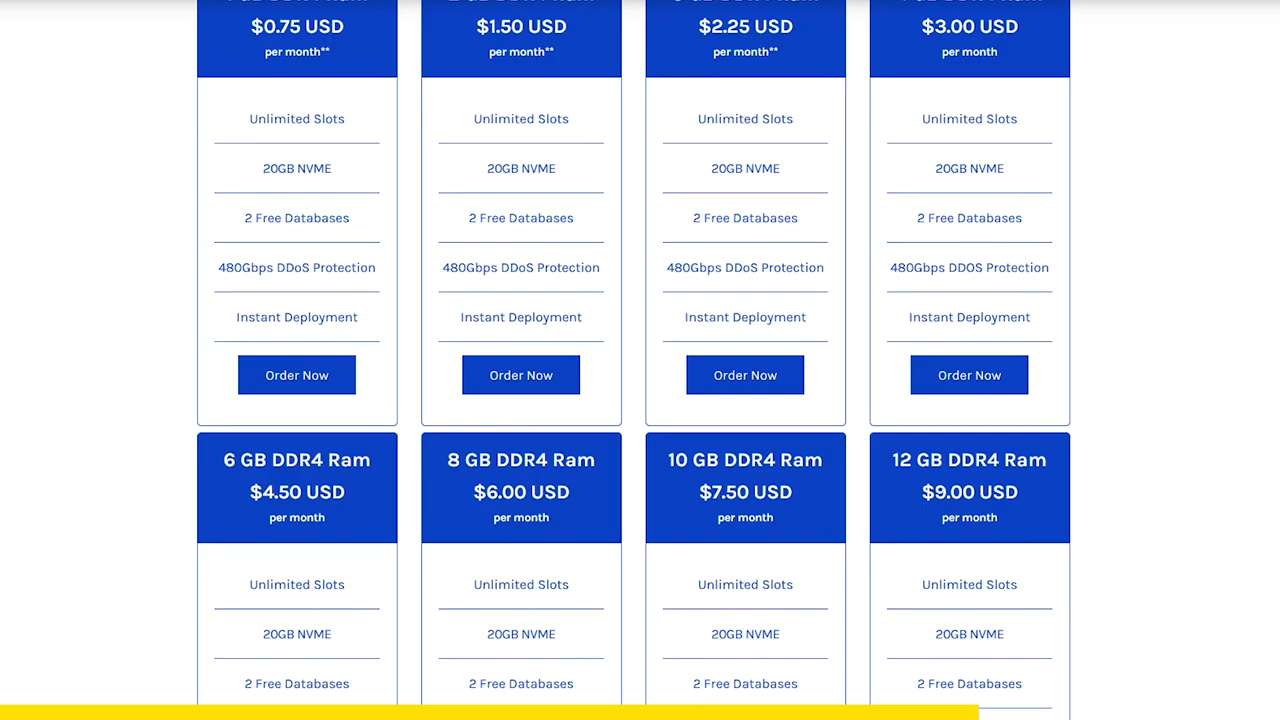 $0.75 USD
per month**
Unlimited Slots
20GB NVME
2 Free Databases
480Gbps DDoS Protection
Instant Deployment
Order Now
$1.50 USD
per month**
Unlimited Slots
20GB NVME
2 Free Databases
480Gbps DDoS Protection
Instant Deployment
Order Now
$2.25 USD
per month**
Unlimited Slots
20GB NVME
2 Free Databases
480Gbps DDoS Protection
Instant Deployment
Order Now
$3.00 USD
per month
Unlimited Slots
20GB NVME
2 Free Databases
480Gbps DDOS Protection
Instant Deployment
Order Now
6 GB DDR4 Ram
$4.50 USD
per month
Unlimited Slots
20GB NVME
2 Free Databases
8 GB DDR4 Ram
$6.00 USD
per month
Unlimited Slots
20GB NVME
2 Free Databases
10 GB DDR4 Ram
$7.50 USD
per month
Unlimited Slots
20GB NVME
2 Free Databases
12 GB DDR4 Ram
$9.00 USD
per month
Unlimited Slots
20GB NVME
2 Free Databases